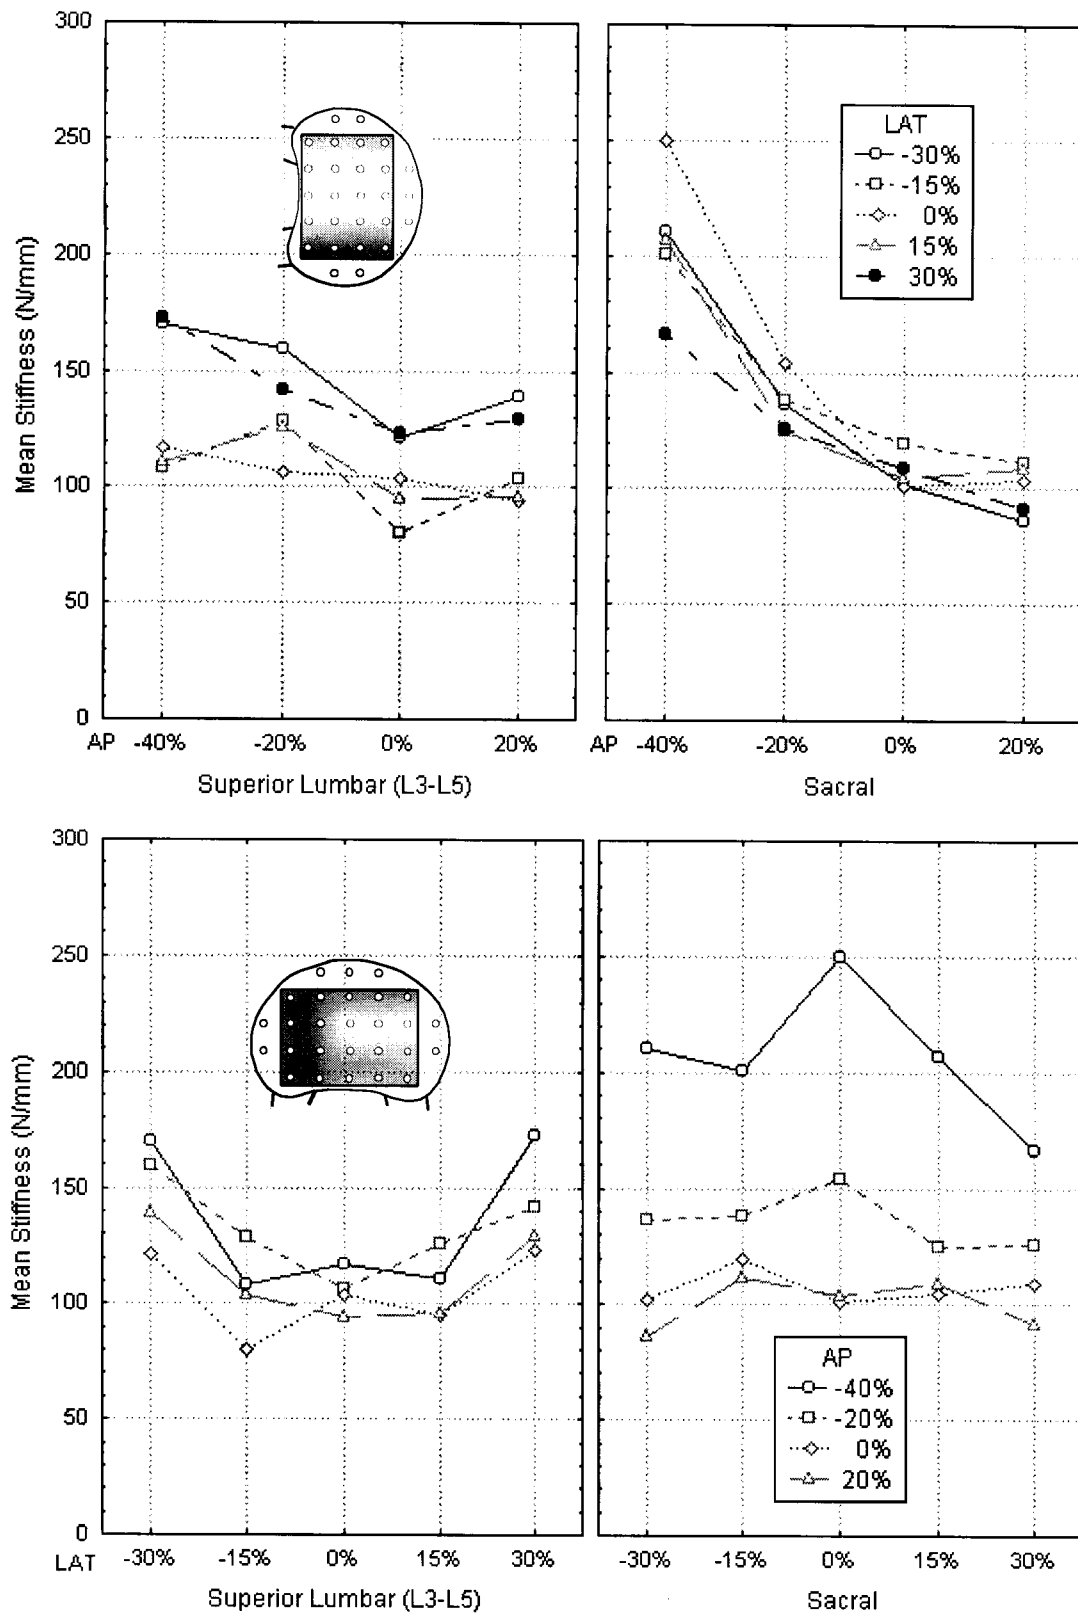 300
250
200
150
100
50
0
Mean Stiffness (N/mm)
AP -40% -20% 0% 20%
Superior Lumbar (L3-L5)
LAT
-30%
-15%
0%
15%
30%
AP -40% -20% 0% 20%
Sacral
300
250
200
150
100
50
0
Mean Stiffness (N/mm)
LAT -30% -15% 0% 15% 30%
Superior Lumbar (L3-L5)
AP
-40%
-20%
0%
20%
-30% -15% 0% 15% 30%
Sacral